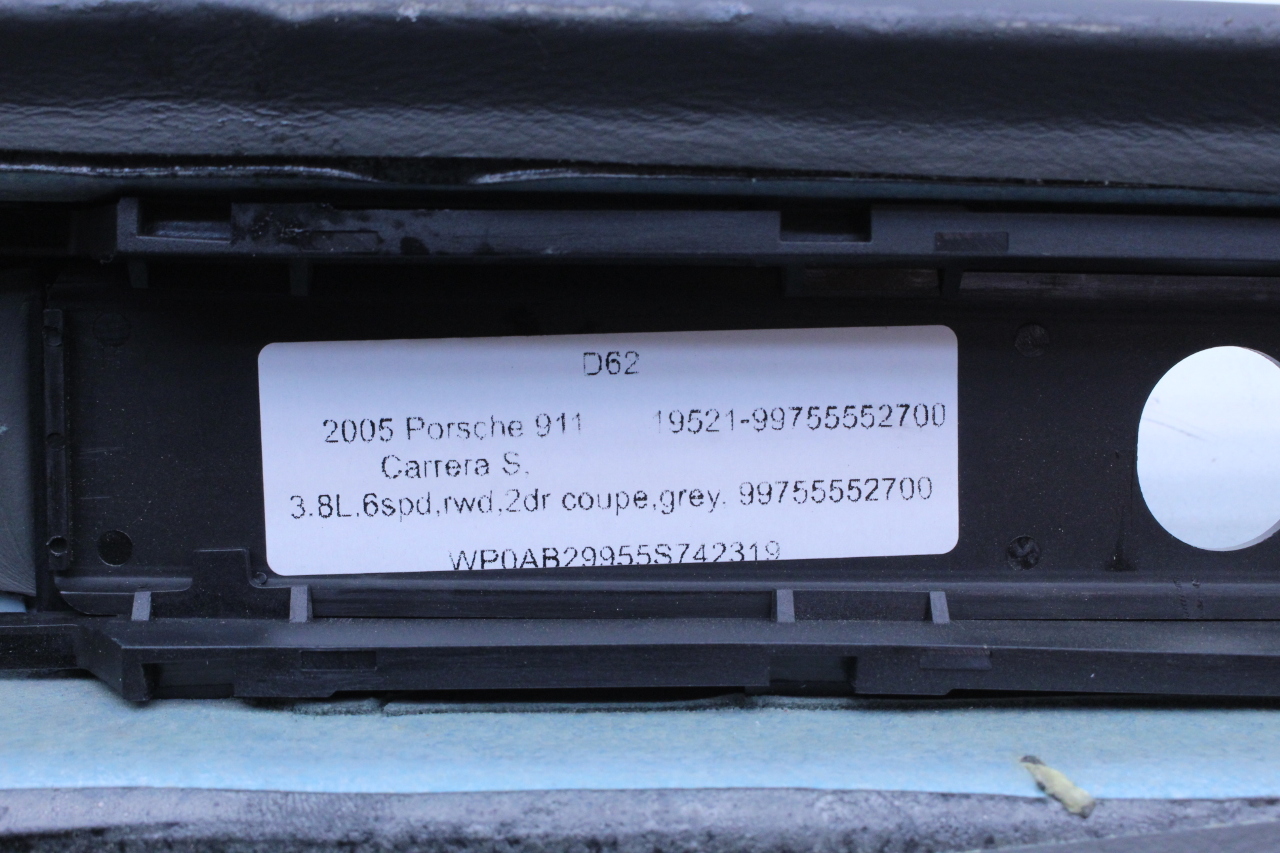 D62
2005 Porsche 911 19521-99755552700
Carrera S,
3.8L,6spd,rwd,2dr coupe,grey. 99755552700
WP0AB29955S742319